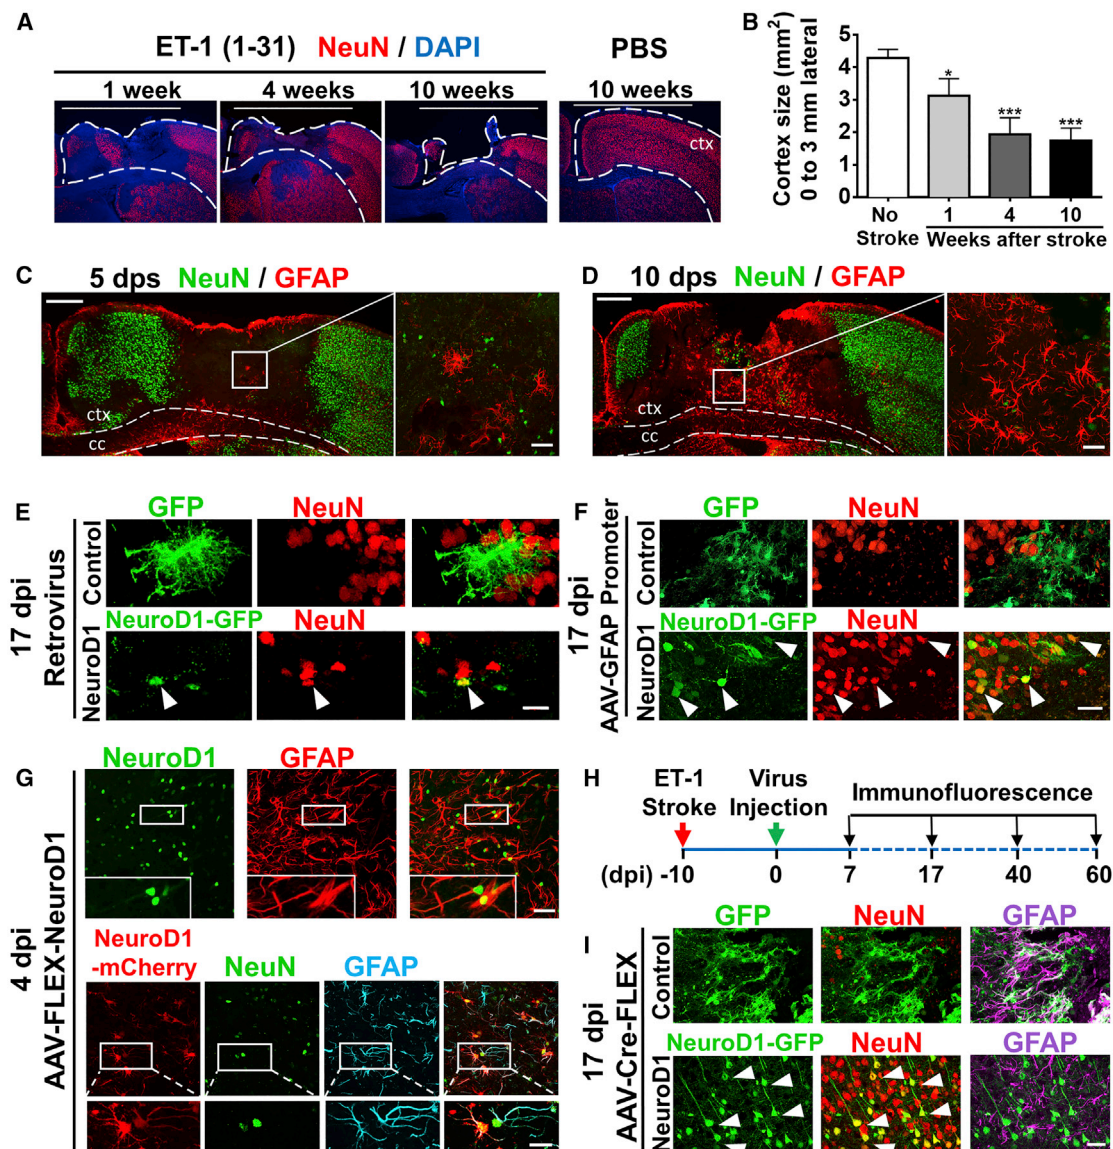 A
ET-1 (1-31) NeuN / DAPI
PBS
1 week
4 weeks
10 weeks
10 weeks
ctx
B
Cortex size (mm2)
0 to 3 mm lateral
5
4
3
2
1
0
*
***
***
No
Stroke
1
4
10
Weeks after stroke
C
5 dps NeuN / GFAP
ctx
cc
D
10 dps NeuN / GFAP
ctx
cc
E
17 dpi
Retrovirus
GFP
NeuN
Control
NeuroD1-GFP
NeuN
NeuroD1
F
17 dpi
AAV-GFAP Promoter
GFP
NeuN
Control
NeuroD1-GFP
NeuN
NeuroD1
G
4 dpi
AAV-FLEX-NeuroD1
NeuroD1
GFAP
NeuroD1
-mCherry
NeuN
GFAP
H
ET-1
Stroke
Virus
Injection
Immunofluorescence
(dpi) -10 0 7 17 40 60
I
17 dpi
AAV-Cre-FLEX
GFP
NeuN
GFAP
Control
NeuroD1-GFP
NeuN
GFAP
NeuroD1